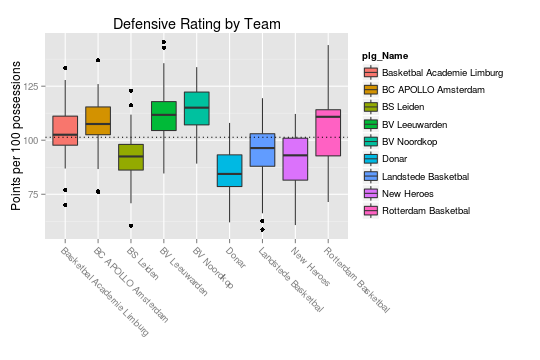 Defensive Rating by Team
Points per 100 possessions
125
100
75
Basketbal Academie Limburg
BC APOLLO Amsterdam
BS Leiden
BV Leeuwarden
BV Noordkop
Donar
Landstede Basketbal
New Heroes
Rotterdam Basketbal
plg_Name
Basketbal Academie Limburg
BC APOLLO Amsterdam
BS Leiden
BV Leeuwarden
BV Noordkop
Donar
Landstede Basketbal
New Heroes
Rotterdam Basketbal